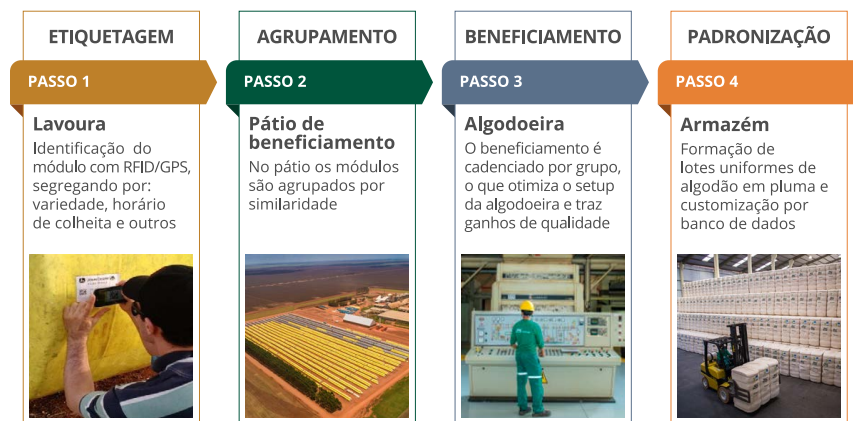 ETIQUETAGEM
PASSO 1
Lavoura
Identificação do
módulo com RFID/GPS,
segregando por:
variedade, horário
de colheita e outros
AGRUPAMENTO
PASSO 2
Pátio de
beneficiamento
No pátio os módulos
são agrupados por
similaridade
BENEFICIAMENTO
PASSO 3
Algodoeira
O beneficiamento é
cadenciado por grupo,
o que otimiza o setup
da algodoeira e traz
ganhos de qualidade
PADRONIZAÇÃO
PASSO 4
Armazém
Formação de
lotes uniformes de
algodão em pluma e
customização por
banco de dados